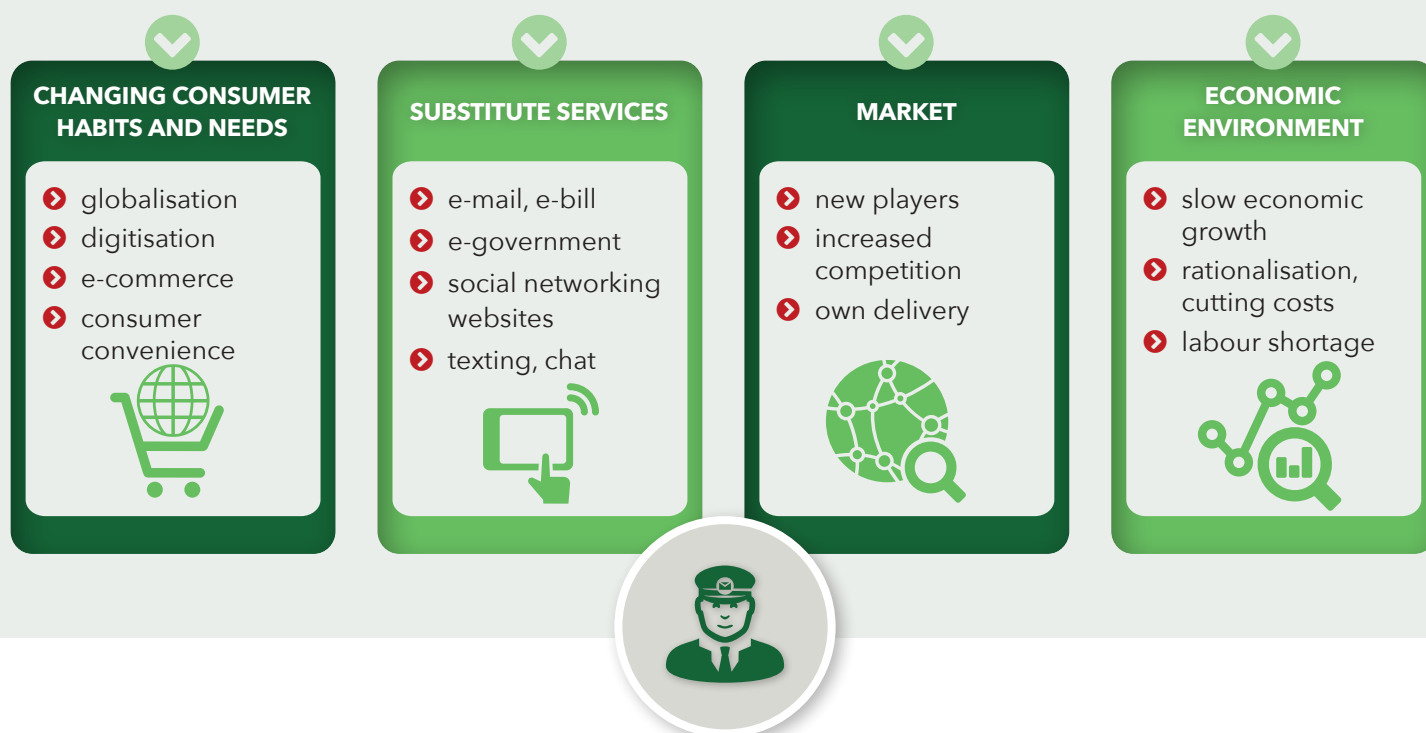 CHANGING CONSUMER
HABITS AND NEEDS
globalisation
digitisation
e-commerce
consumer
convenience
SUBSTITUTE SERVICES
e-mail, e-bill
e-government
social networking
websites
texting, chat
MARKET
new players
increased
competition
own delivery
ECONOMIC
ENVIRONMENT
slow economic
growth
rationalisation,
cutting costs
labour shortage